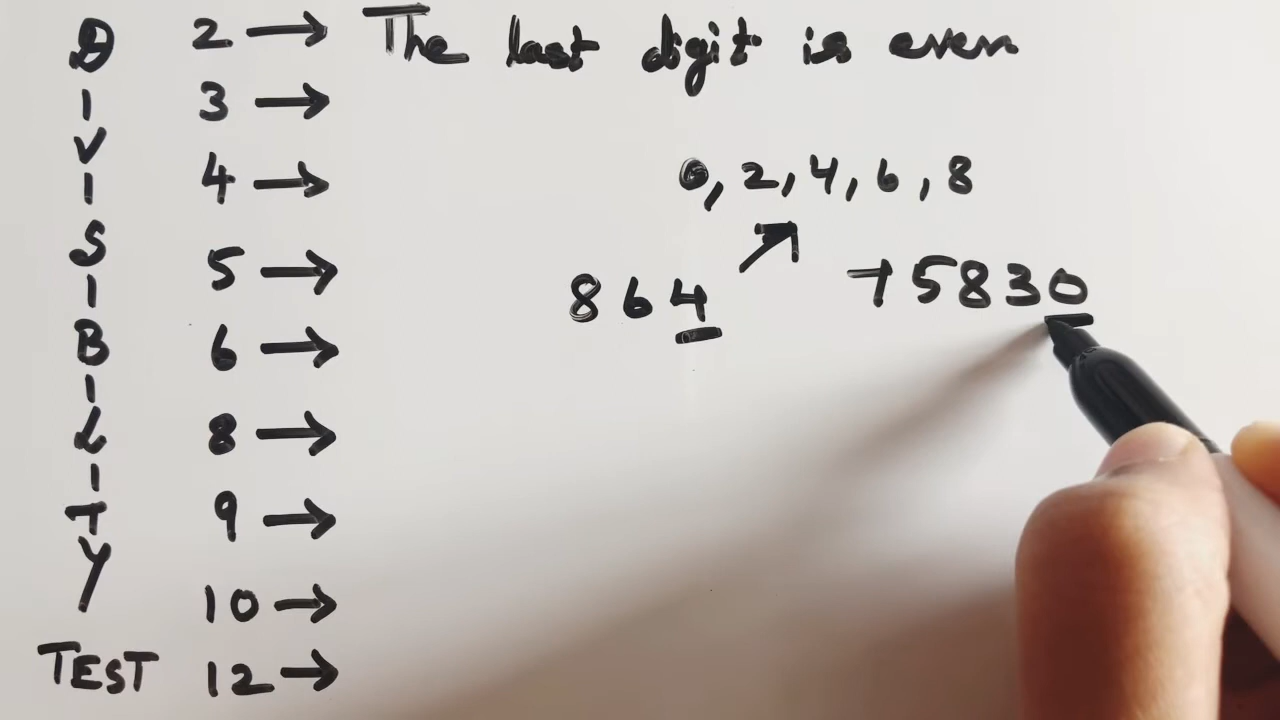 DIVISIBILITY
TEST
2 → The last digit is even
3 →
0, 2, 4, 6, 8
4 →
864
75830
5 →
6 →
8 →
9 →
10 →
12 →